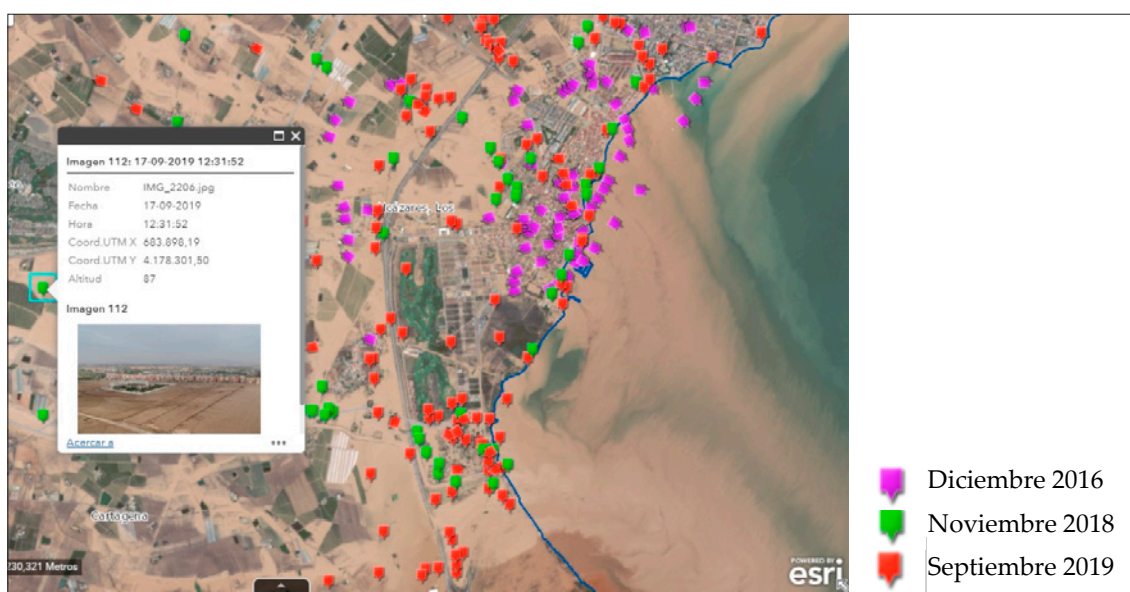 Imagen 112: 17-09-2019 12:31:52
Nombre IMG_2206.jpg
Fecha 17-09-2019
Hora 12:31:52
Coord.UTM X 683.898,19
Coord.UTM Y 4.178.301,50
Altitud 87
Imagen 112
Acercar a
•••
Alcázares, Los
Cartagena
230,321 Metros
POWERED BY
esri
Diciembre 2016
Noviembre 2018
Septiembre 2019